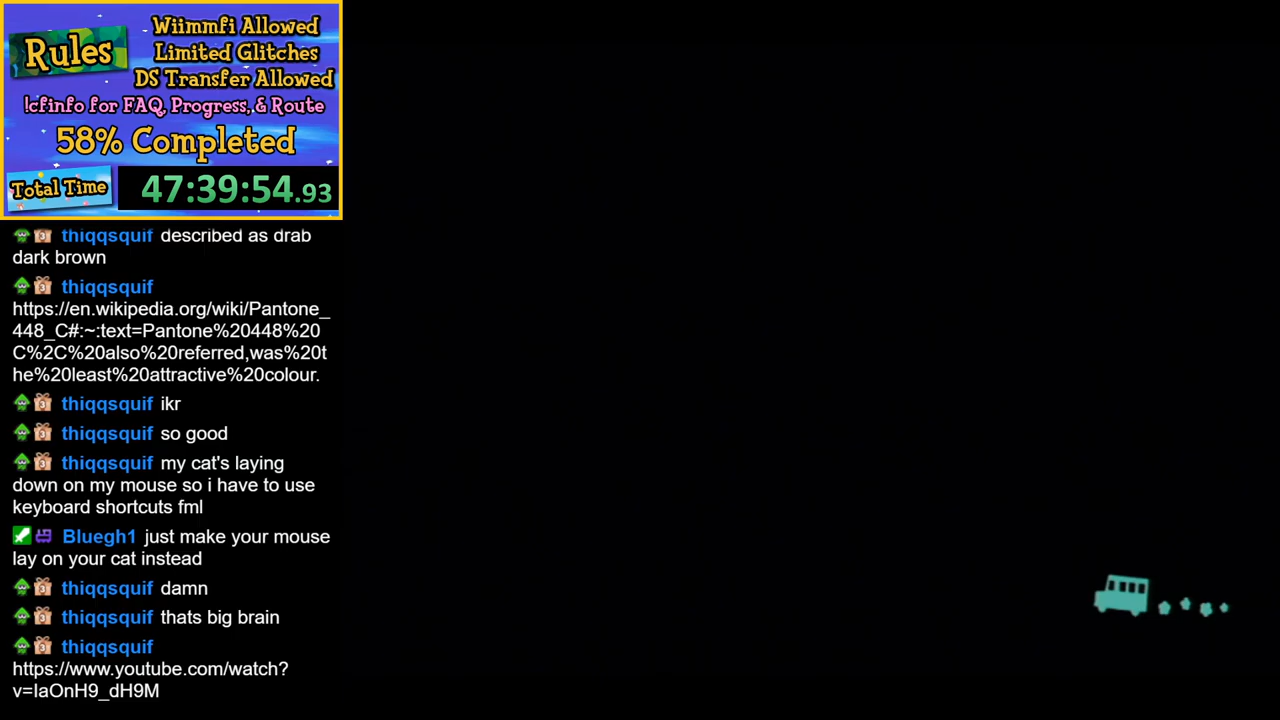 Rules
Wiimmfi Allowed
Limited Glitches
DS Transfer Allowed
!cfinfo for FAQ, Progress, & Route
58% Completed
Total Time
47:39:54.93
thiqqsquif described as drab
dark brown
thiqqsquif
https://en.wikipedia.org/wiki/Pantone_
448_C#:~:text=Pantone%20448%20
C%2C%20also%20referred,was%20t
he%20least%20attractive%20colour.
thiqqsquif ikr
thiqqsquif so good
thiqqsquif my cat's laying
down on my mouse so i have to use
keyboard shortcuts fml
Bluegh1 just make your mouse
lay on your cat instead
thiqqsquif damn
thiqqsquif thats big brain
thiqqsquif
https://www.youtube.com/watch?
v=IaOnH9_dH9M